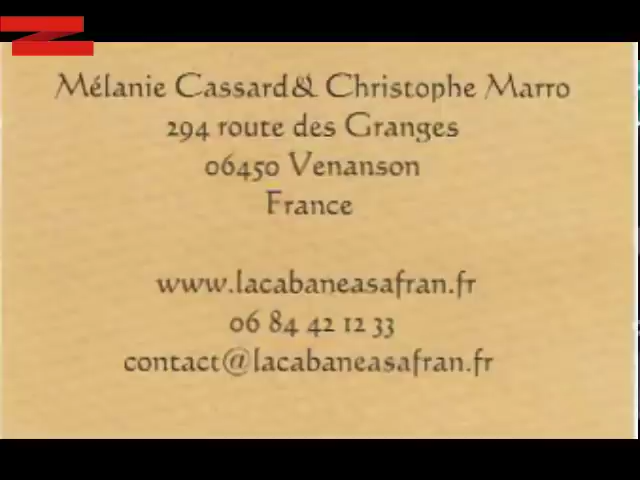 Mélanie Cassard& Christophe Marro
294 route des Granges
06450 Venanson
France
www.lacabaneasafran.fr
06 84 42 12 33
contact@lacabaneasafran.fr